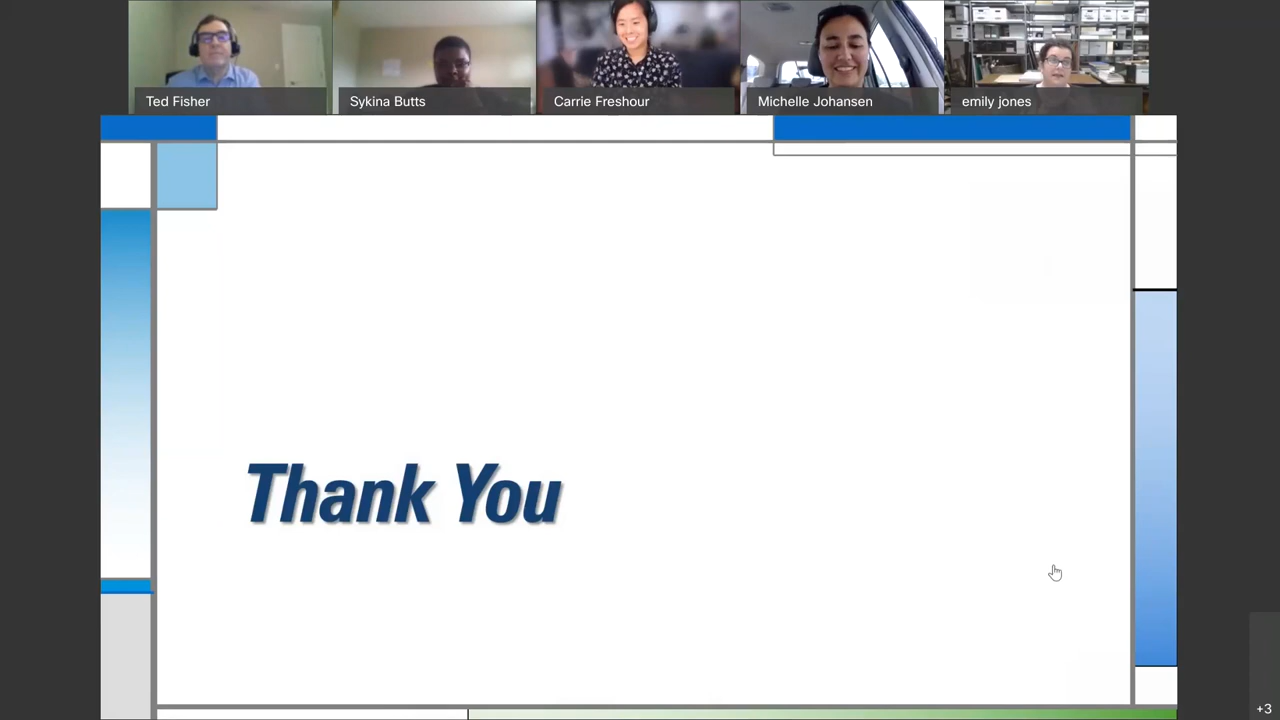 Ted Fisher
Sykina Butts
Carrie Freshour
Michelle Johansen
emily jones
Thank You
+3